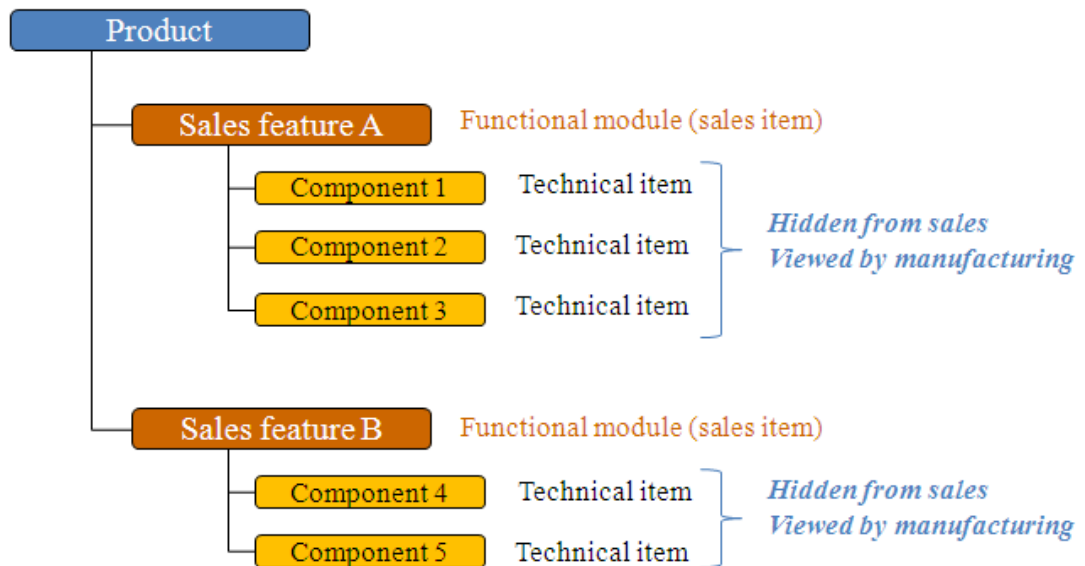 Product
Sales feature A Functional module (sales item)
Component 1 Technical item
Component 2 Technical item
Component 3 Technical item
Hidden from sales
Viewed by manufacturing
Sales feature B Functional module (sales item)
Component 4 Technical item
Component 5 Technical item
Hidden from sales
Viewed by manufacturing